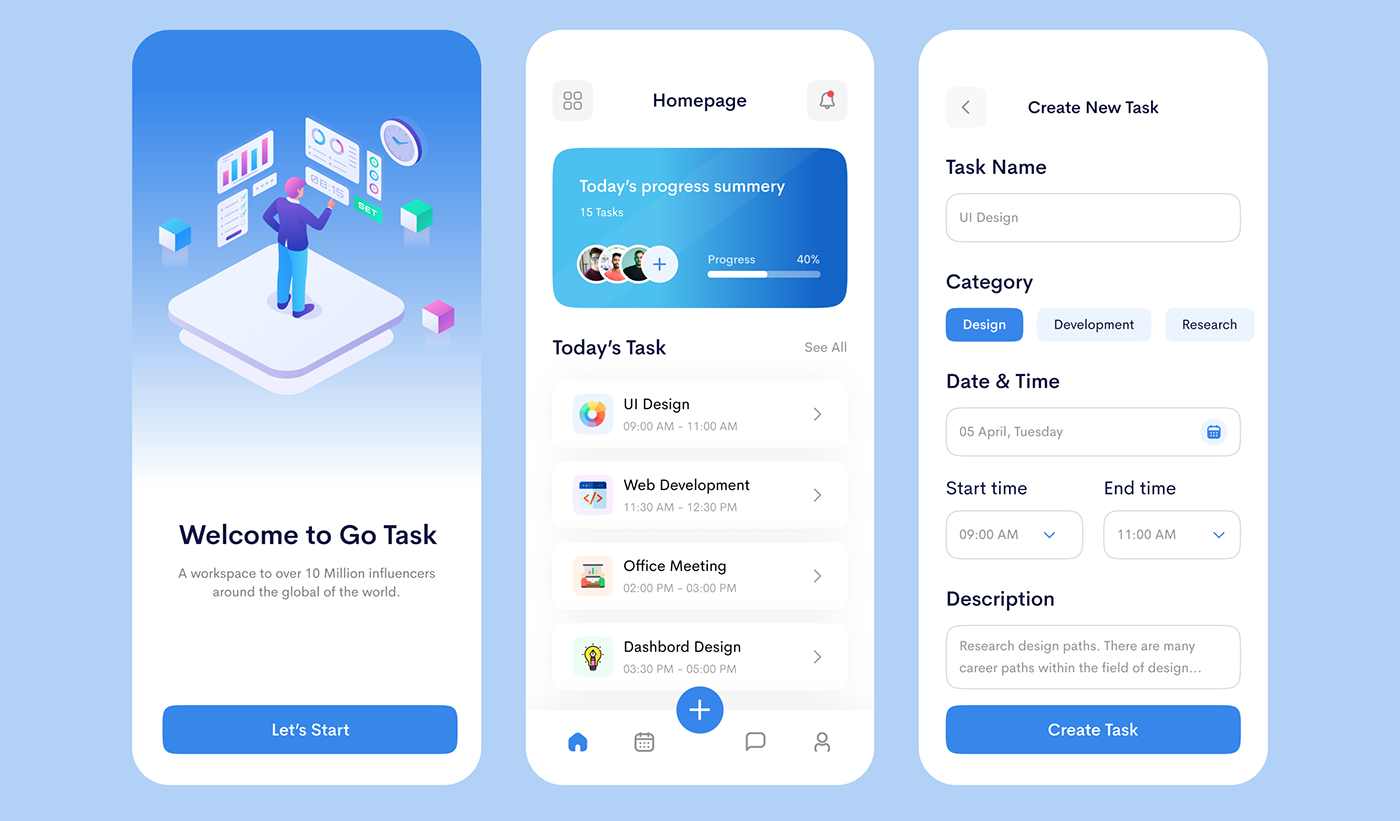 09:15
SET
Welcome to Go Task
A workspace to over 10 Million influencers
around the global of the world.
Let's Start
Homepage
Today's progress summery
15 Tasks
Progress 40%
Today's Task See All
UI Design
09:00 AM - 11:00 AM
Web Development
11:30 AM - 12:30 PM
Office Meeting
02:00 PM - 03:00 PM
Dashbord Design
03:30 PM - 05:00 PM
Create New Task
Task Name
UI Design
Category
Design Development Research
Date & Time
05 April, Tuesday
Start time End time
09:00 AM 11:00 AM
Description
Research design paths. There are many
career paths within the field of design...
Create Task